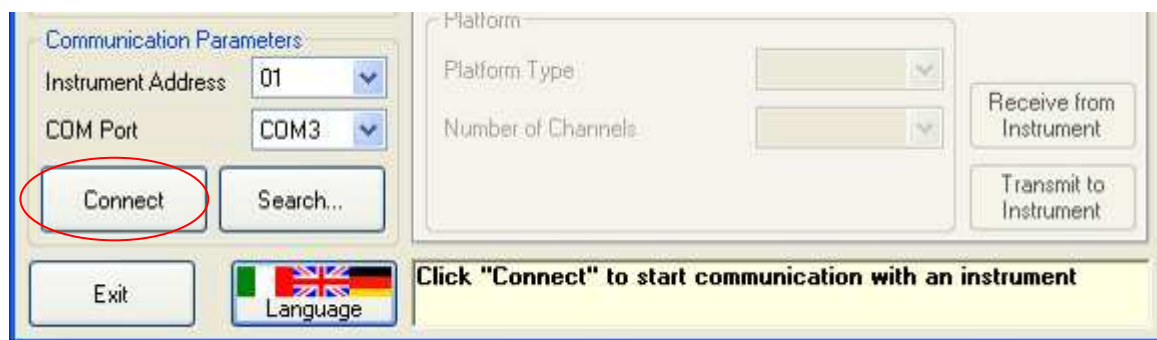 Communication Parameters
Instrument Address 01
COM Port COM3
Connect Search...
Exit
Language
Platform
Platform Type
Number of Channels
Receive from
Instrument
Transmit to
Instrument
Click "Connect" to start communication with an instrument